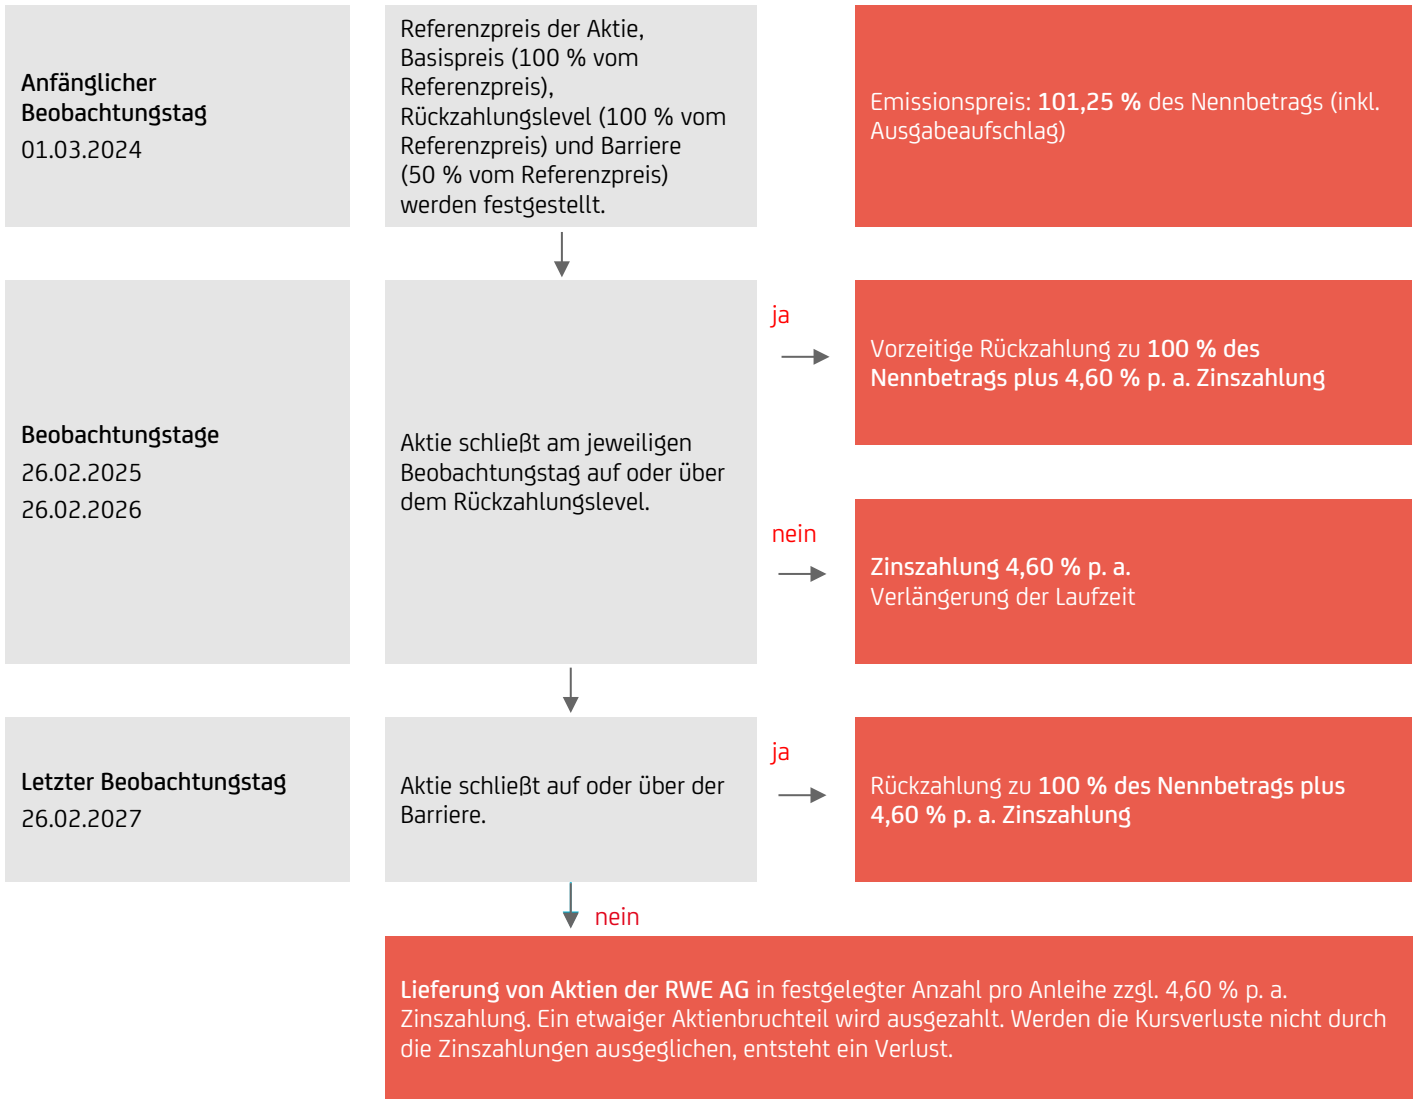 Anfänglicher
Beobachtungstag
01.03.2024
Referenzpreis der Aktie,
Basispreis (100 % vom
Referenzpreis),
Rückzahlungslevel (100 % vom
Referenzpreis) und Barriere
(50 % vom Referenzpreis)
werden festgestellt.
Emissionspreis: 101,25 % des Nennbetrags (inkl.
Ausgabeaufschlag)
Beobachtungstage
26.02.2025
26.02.2026
Aktie schließt am jeweiligen
Beobachtungstag auf oder über
dem Rückzahlungslevel.
ja
Vorzeitige Rückzahlung zu 100 % des
Nennbetrags plus 4,60 % p. a. Zinszahlung
nein
Zinszahlung 4,60 % p. a.
Verlängerung der Laufzeit
Letzter Beobachtungstag
26.02.2027
Aktie schließt auf oder über der
Barriere.
ja
Rückzahlung zu 100 % des Nennbetrags plus
4,60 % p. a. Zinszahlung
nein
Lieferung von Aktien der RWE AG in festgelegter Anzahl pro Anleihe zzgl. 4,60 % p. a.
Zinszahlung. Ein etwaiger Aktienbruchteil wird ausgezahlt. Werden die Kursverluste nicht durch
die Zinszahlungen ausgeglichen, entsteht ein Verlust.